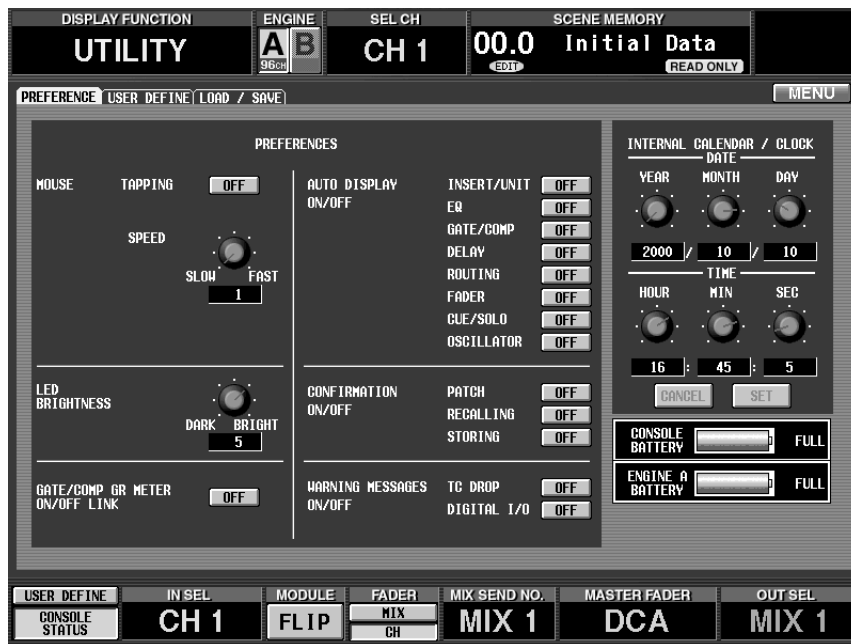 DISPLAY FUNCTION ENGINE SEL CH SCENE MEMORY
UTILITY A B CH 1 00.0 Initial Data
96CH EDIT READ ONLY
PREFERENCE USER DEFINE LOAD / SAVE MENU
PREFERENCES
MOUSE TAPPING OFF
SPEED
SLOW FAST
1
AUTO DISPLAY ON/OFF
INSERT/UNIT OFF
EQ OFF
GATE/COMP OFF
DELAY OFF
ROUTING OFF
FADER OFF
CUE/SOLO OFF
OSCILLATOR OFF
LED
BRIGHTNESS
DARK BRIGHT
5
CONFIRMATION
ON/OFF
PATCH OFF
RECALLING OFF
STORING OFF
GATE/COMP GR METER
ON/OFF LINK OFF
WARNING MESSAGES
ON/OFF
TC DROP OFF
DIGITAL I/O OFF
INTERNAL CALENDAR / CLOCK
DATE
YEAR MONTH DAY
2000 / 10 / 10
TIME
HOUR MIN SEC
16 : 45 : 5
CANCEL SET
CONSOLE
BATTERY FULL
ENGINE A
BATTERY FULL
USER DEFINE IN SEL MODULE FADER MIX SEND NO. MASTER FADER OUT SEL
CONSOLE STATUS CH 1 FLIP MIX CH MIX 1 DCA MIX 1